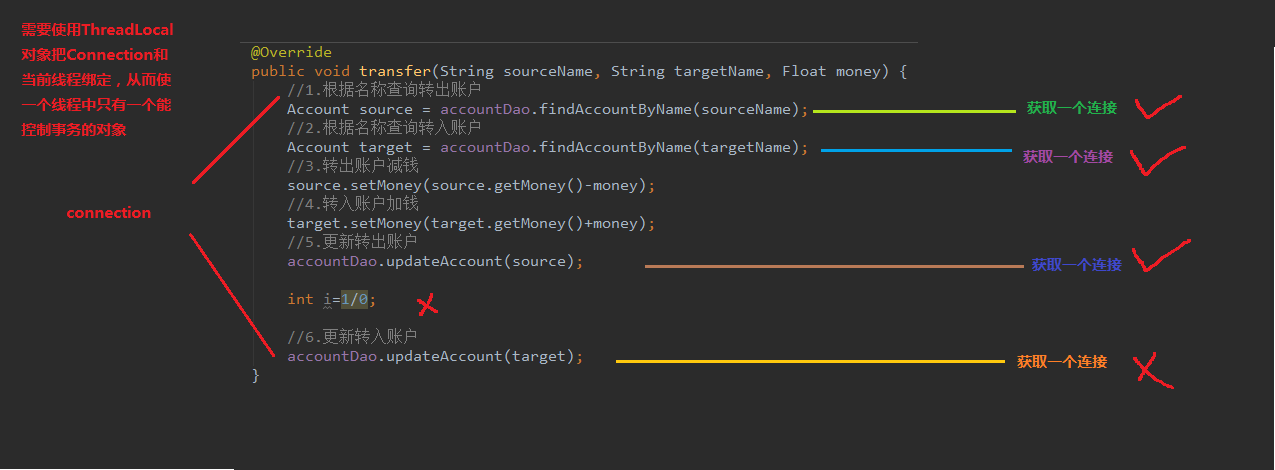 需要使用ThreadLocal
对象把Connection和
当前线程绑定，从而使
一个线程中只有一个能
控制事务的对象
@Override
public void transfer(String sourceName, String targetName, Float money) {
//1.根据名称查询转出账户
Account source = accountDao.findAccountByName(sourceName);
获取一个连接
//2.根据名称查询转入账户
Account target = accountDao.findAccountByName(targetName);
获取一个连接
//3.转出账户减钱
source.setMoney(source.getMoney()-money);
//4.转入账户加钱
connection
target.setMoney(target.getMoney()+money);
//5.更新转出账户
accountDao.updateAccount(source);
获取一个连接
int i=1/0;
//6.更新转入账户
accountDao.updateAccount(target);
获取一个连接
}